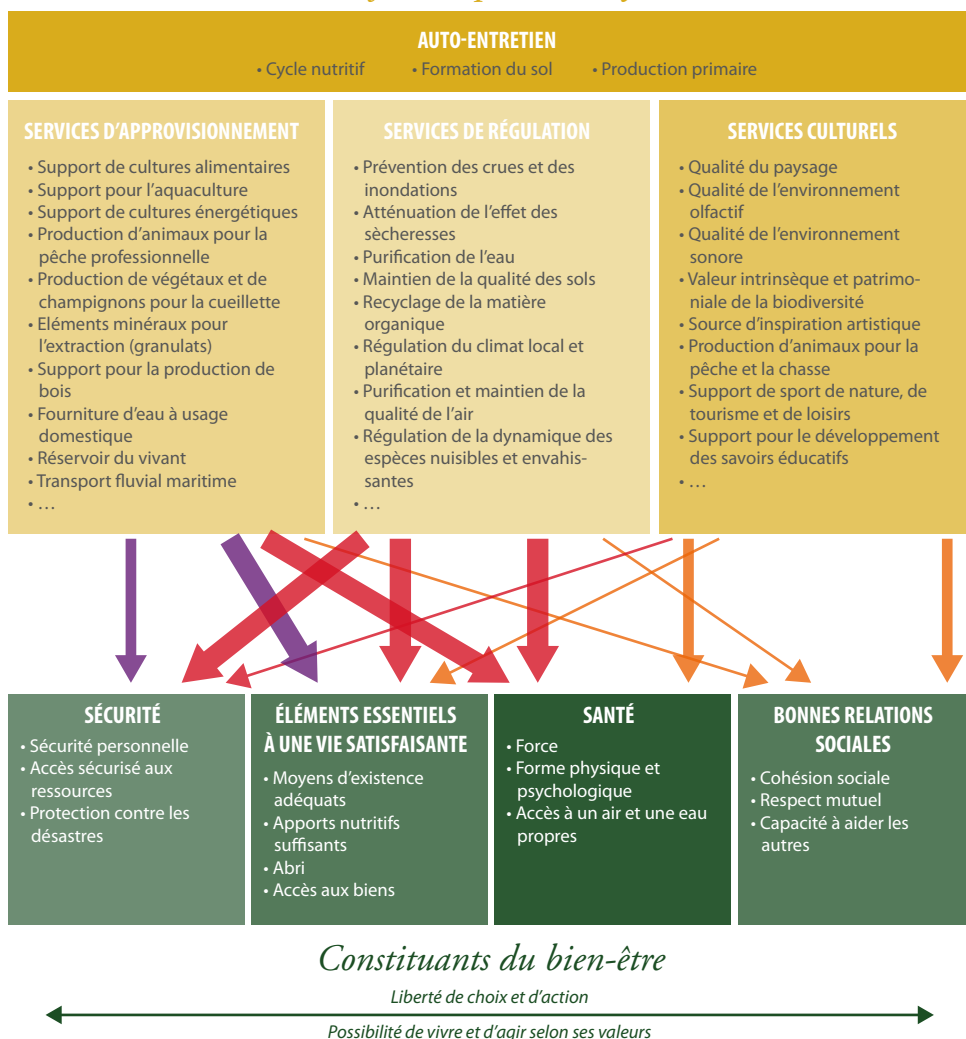 AUTO-ENTRETIEN
• Cycle nutritif • Formation du sol • Production primaire
SERVICES D'APPROVISIONNEMENT
• Support de cultures alimentaires
• Support pour l'aquaculture
• Support de cultures énergétiques
• Production d'animaux pour la
pêche professionnelle
• Production de végétaux et de
champignons pour la cueillette
• Eléments minéraux pour
l'extraction (granulats)
• Support pour la production de
bois
• Fourniture d'eau à usage
domestique
• Réservoir du vivant
• Transport fluvial maritime
• …
SERVICES DE RÉGULATION
• Prévention des crues et des
inondations
• Atténuation de l'effet des
sècheresses
• Purification de l'eau
• Maintien de la qualité des sols
• Recyclage de la matière
organique
• Régulation du climat local et
planétaire
• Purification et maintien de la
qualité de l'air
• Régulation de la dynamique des
espèces nuisibles et envahis-
santes
• …
SERVICES CULTURELS
• Qualité du paysage
• Qualité de l'environnement
olfactif
• Qualité de l'environnement
sonore
• Valeur intrinsèque et patrimo-
niale de la biodiversité
• Source d'inspiration artistique
• Production d'animaux pour la
pêche et la chasse
• Support de sport de nature, de
tourisme et de loisirs
• Support pour le développement
des savoirs éducatifs
• …
SÉCURITÉ
• Sécurité personnelle
• Accès sécurisé aux
ressources
• Protection contre les
désastres
ÉLÉMENTS ESSENTIELS
À UNE VIE SATISFAISANTE
• Moyens d'existence
adéquats
• Apports nutritifs
suffisants
• Abri
• Accès aux biens
SANTÉ
• Force
• Forme physique et
psychologique
• Accès à un air et une eau
propres
BONNES RELATIONS
SOCIALES
• Cohésion sociale
• Respect mutuel
• Capacité à aider les
autres
Constituants du bien-être
Liberté de choix et d'action
Possibilité de vivre et d'agir selon ses valeurs